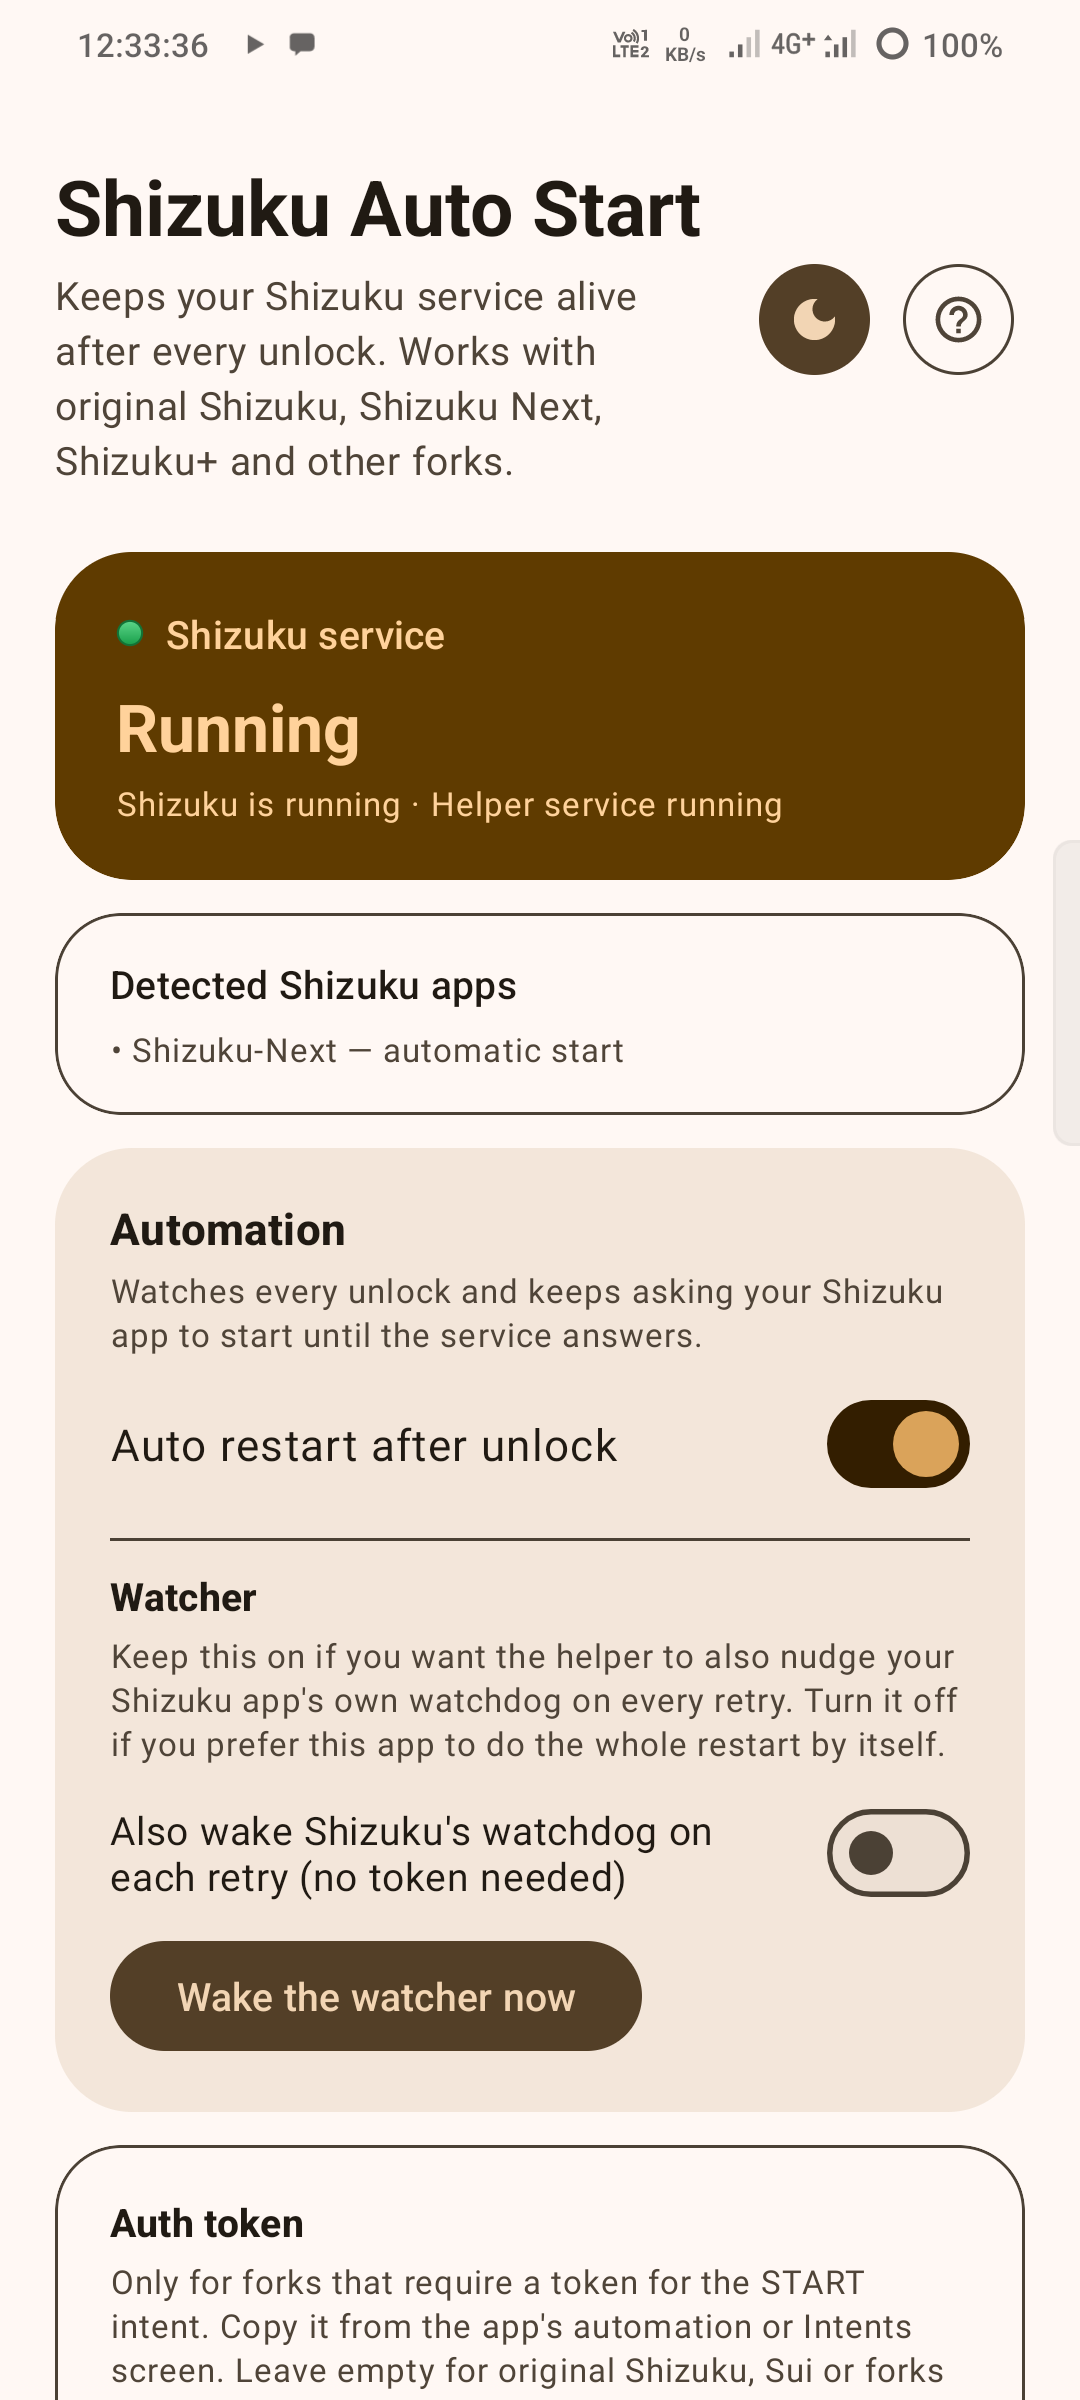 12:33:36
Vo)) 1
LTE2
0
KB/s
4G+
100%
Shizuku Auto Start
Keeps your Shizuku service alive
after every unlock. Works with
original Shizuku, Shizuku Next,
Shizuku+ and other forks.
Shizuku service
Running
Shizuku is running · Helper service running
Detected Shizuku apps
• Shizuku-Next — automatic start
Automation
Watches every unlock and keeps asking your Shizuku
app to start until the service answers.
Auto restart after unlock
Watcher
Keep this on if you want the helper to also nudge your
Shizuku app's own watchdog on every retry. Turn it off
if you prefer this app to do the whole restart by itself.
Also wake Shizuku's watchdog on
each retry (no token needed)
Wake the watcher now
Auth token
Only for forks that require a token for the START
intent. Copy it from the app's automation or Intents
screen. Leave empty for original Shizuku, Sui or forks